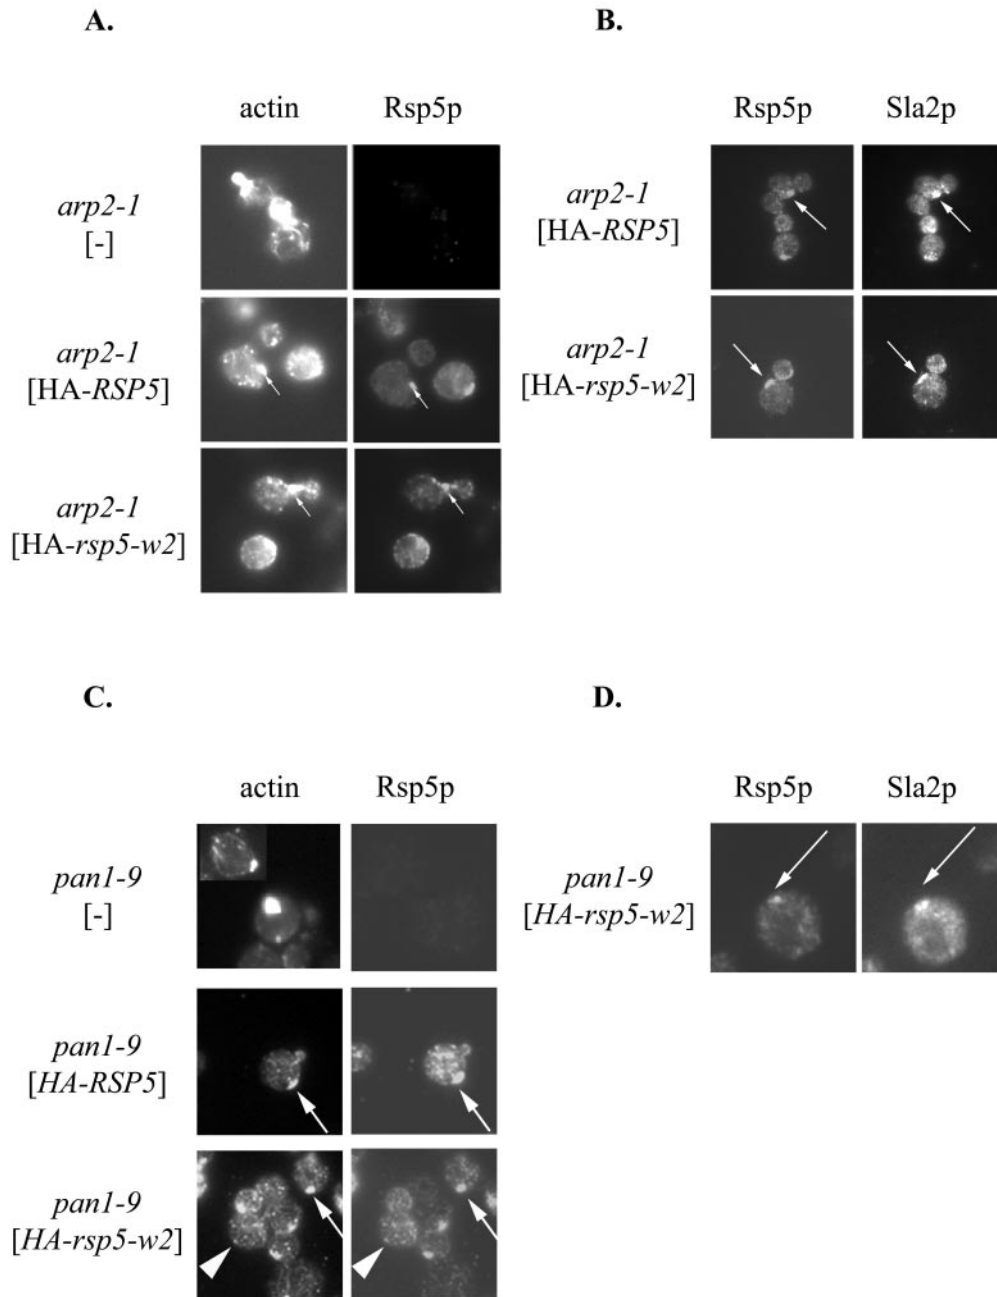 A.
actin Rsp5p
arp2-1
[-]
arp2-1
[HA-RSP5]
arp2-1
[HA-rsp5-w2]
B.
Rsp5p Sla2p
arp2-1
[HA-RSP5]
arp2-1
[HA-rsp5-w2]
C.
actin Rsp5p
pan1-9
[-]
pan1-9
[HA-RSP5]
pan1-9
[HA-rsp5-w2]
D.
Rsp5p Sla2p
pan1-9
[HA-rsp5-w2]